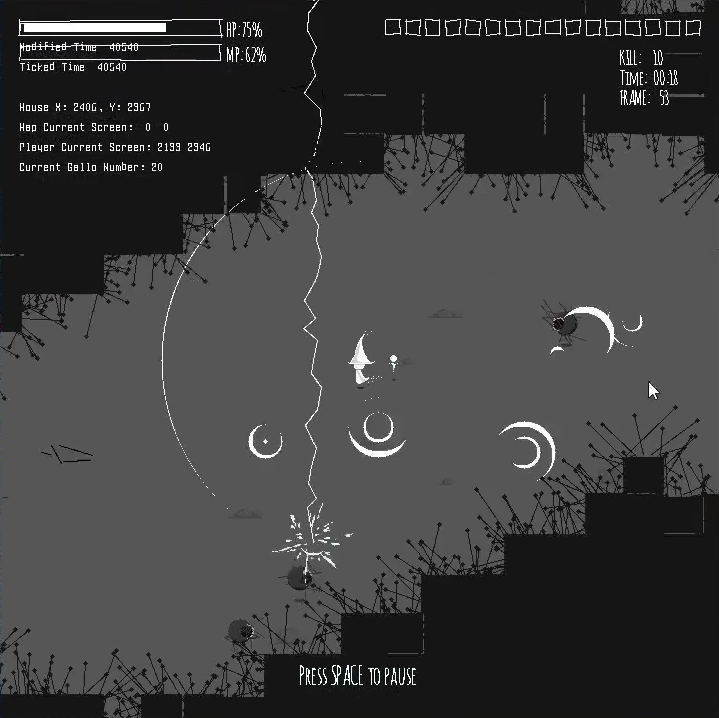 HP:75%
Modified Time 40540
MP:62%
Ticked Time 40540
KILL: 10
TIME: 00:18
FRAME: 53
House X: 2406, Y: 2967
Map Current Screen: 0 0
Player Current Screen: 2199 2946
Current Gallo Number: 20
PRESS SPACE TO PAUSE